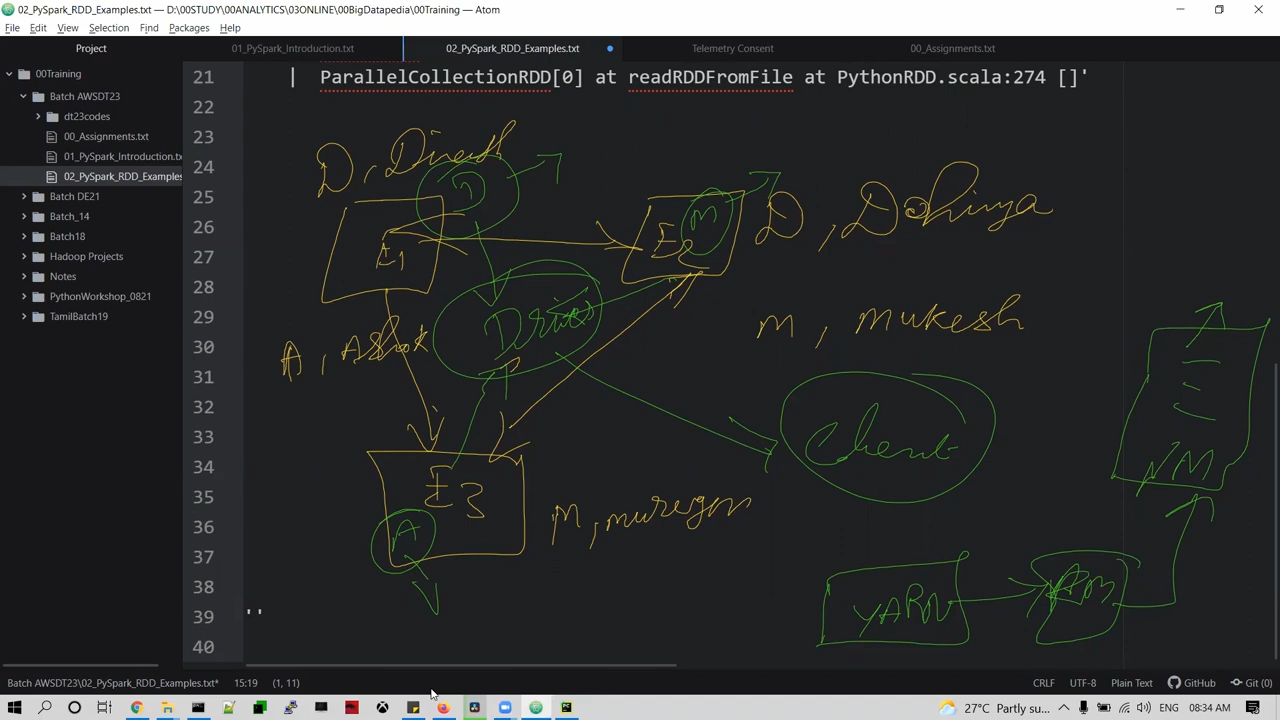 02_PySpark_RDD_Examples.txt — D:\00STUDY\00ANALYTICS\03ONLINE\00BigDatapedia\00Training — Atom
File Edit View Selection Find Packages Help
Project
01_PySpark_Introduction.txt
02_PySpark_RDD_Examples.txt
Telemetry Consent
00_Assignments.txt
00Training
Batch AWSDT23
dt23codes
00_Assignments.txt
01_PySpark_Introduction.tx
02_PySpark_RDD_Examples
Batch DE21
Batch_14
Batch18
Hadoop Projects
Notes
PythonWorkshop_0821
TamilBatch19
21 | ParallelCollectionRDD[0] at readRDDFromFile at PythonRDD.scala:274 []'
22
23
24
25
26
27
28
29
30
31
32
33
34
35
36
37
38
39 ''
40
D, Dinesh
D
E1
E2
M
D, Dohinya
Driver
A, Ashok
M, Mukesh
Client
E3
A
M, murugan
NM
YARN
RM
Batch AWSDT23\02_PySpark_RDD_Examples.txt* 15:19 (1, 11)
CRLF UTF-8 Plain Text GitHub Git (0)
27°C Partly su... ENG 08:34 AM